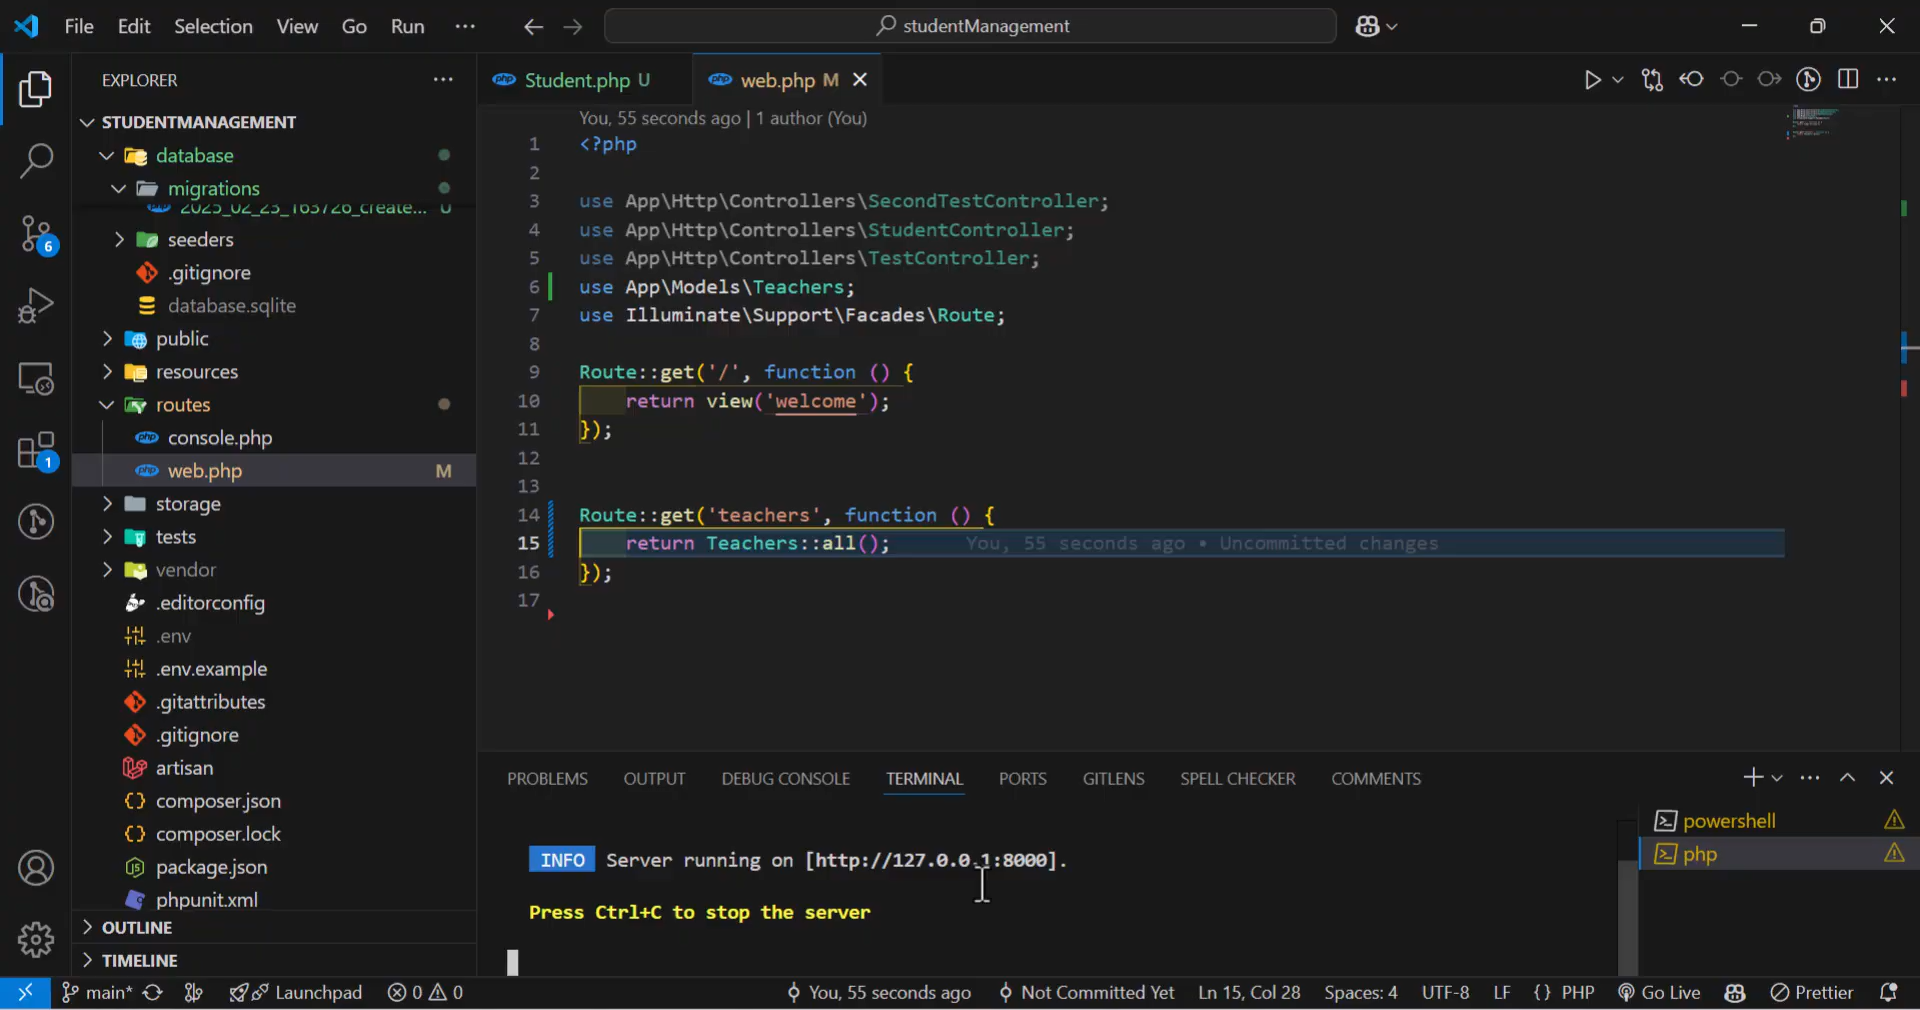 File Edit Selection View Go Run ··· studentManagement
EXPLORER ···
STUDENTMANAGEMENT
database
migrations
2025_02_23_163726_create... U
seeders
.gitignore
database.sqlite
public
resources
routes
console.php
web.php M
storage
tests
vendor
.editorconfig
.env
.env.example
.gitattributes
.gitignore
artisan
composer.json
composer.lock
package.json
phpunit.xml
OUTLINE
TIMELINE
6
1
Student.php U
web.php M
You, 55 seconds ago | 1 author (You)
1 <?php
2
3 use App\Http\Controllers\SecondTestController;
4 use App\Http\Controllers\StudentController;
5 use App\Http\Controllers\TestController;
6 use App\Models\Teachers;
7 use Illuminate\Support\Facades\Route;
8
9 Route::get('/', function () {
10 return view('welcome');
11 });
12
13
14 Route::get('teachers', function () {
15 return Teachers::all(); You, 55 seconds ago • Uncommitted changes
16 });
17
PROBLEMS OUTPUT DEBUG CONSOLE TERMINAL PORTS GITLENS SPELL CHECKER COMMENTS
INFO Server running on [http://127.0.0.1:8000].
Press Ctrl+C to stop the server
powershell
php
main* Launchpad 0 0 You, 55 seconds ago Not Committed Yet Ln 15, Col 28 Spaces: 4 UTF-8 LF {} PHP Go Live Prettier